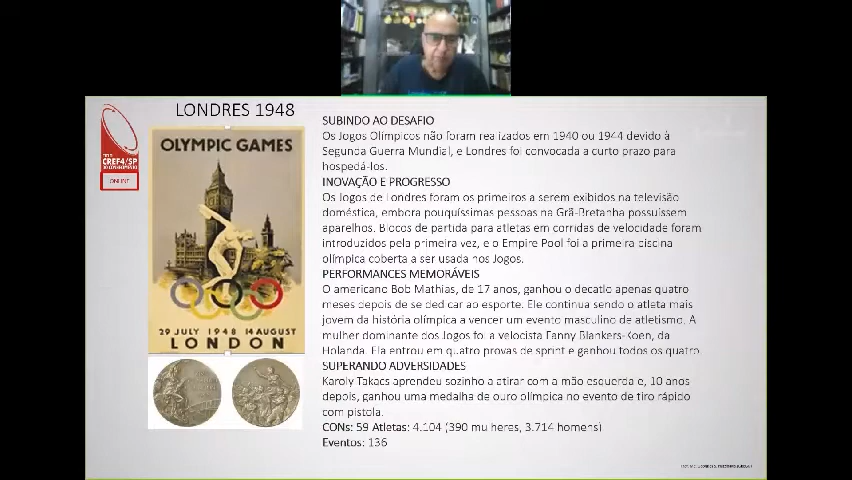 LONDRES 1948
CREF4/SP
DO CONHECIMENTO
ONLINE
OLYMPIC GAMES
29 JULY 1948 14 AUGUST
LONDON
SUBINDO AO DESAFIO
Os Jogos Olímpicos não foram realizados em 1940 ou 1944 devido à
Segunda Guerra Mundial, e Londres foi convocada a curto prazo para
hospedá-los.
INOVAÇÃO E PROGRESSO
Os Jogos de Londres foram os primeiros a serem exibidos na televisão
doméstica, embora pouquíssimas pessoas na Grã-Bretanha possuíssem
aparelhos. Blocos de partida para atletas em corridas de velocidade foram
introduzidos pela primeira vez, e o Empire Pool foi a primeira piscina
olímpica coberta a ser usada nos Jogos.
PERFORMANCES MEMORÁVEIS
O americano Bob Mathias, de 17 anos, ganhou o decatlo apenas quatro
meses depois de se dedicar ao esporte. Ele continua sendo o atleta mais
jovem da história olímpica a vencer um evento masculino de atletismo. A
mulher dominante dos Jogos foi a velocista Fanny Blankers-Koen, da
Holanda. Ela entrou em quatro provas de sprint e ganhou todos os quatro.
SUPERANDO ADVERSIDADES
Karoly Takacs aprendeu sozinho a atirar com a mão esquerda e, 10 anos
depois, ganhou uma medalha de ouro olímpica no evento de tiro rápido
com pistola.
CONs: 59 Atletas: 4.104 (390 mulheres, 3.714 homens)
Eventos: 136